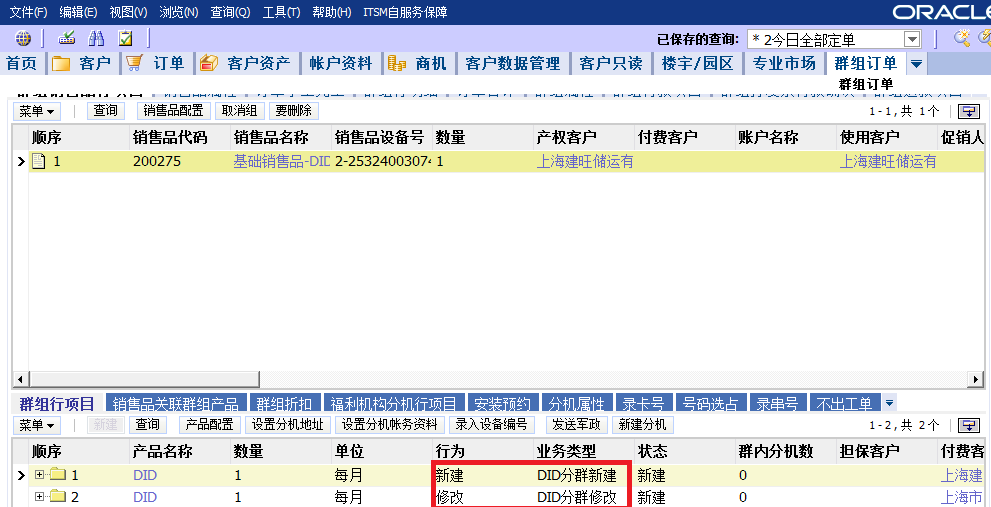 文件(F) 编辑(E) 视图(V) 浏览(N) 查询(Q) 工具(T) 帮助(H) ITSM自服务保障 ORACLE
已保存的查询: * 2今日全部定单
首页 客户 订单 客户资产 帐户资料 商机 客户数据管理 客户只读 楼宇/园区 专业市场 群组订单
群组订单
菜单 查询 销售品配置 取消组 要删除 1-1,共 1个
顺序 销售品代码 销售品名称 销售品设备号 数量 产权客户 付费客户 账户名称 使用客户 促销人
1 200275 基础销售品-DID 2-25324003074 1 上海建旺储运有 上海建旺储运有
群组行项目 销售品关联群组产品 群组折扣 福利机构分机行项目 安装预约 分机属性 录卡号 号码选占 录串号 不出工单
菜单 新建 查询 产品配置 设置分机地址 设置分机帐务资料 录入设备编号 发送军政 新建分机 1-2,共 2个
顺序 产品名称 数量 单位 行为 业务类型 状态 群内分机数 担保客户 付费客
1 DID 1 每月 新建 DID分群新建 新建 0 上海建
2 DID 1 每月 修改 DID分群修改 新建 0 上海市